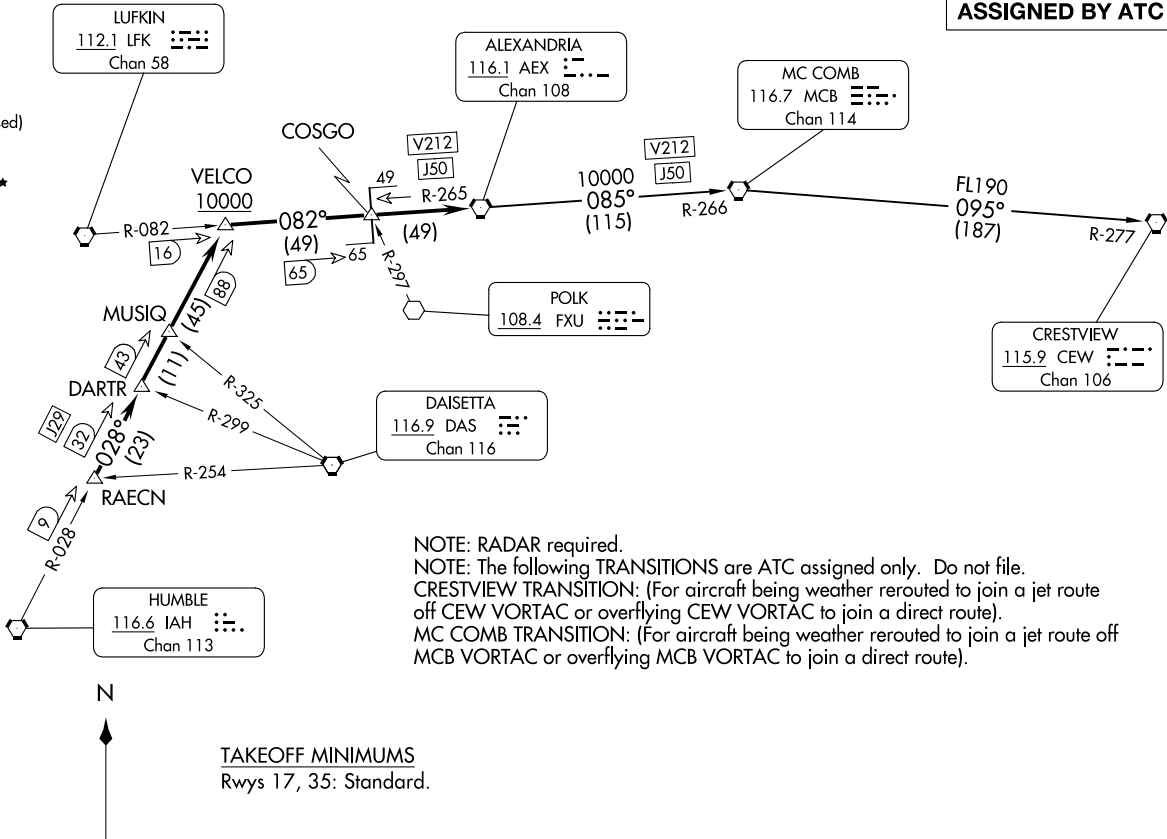 ASSIGNED BY ATC
LUFKIN
112.1 LFK
Chan 58
ALEXANDRIA
116.1 AEX
Chan 108
MC COMB
116.7 MCB
Chan 114
sed)
COSGO
V212
J50
V212
J50
VELCO
10000
49
R-265
10000
085°
(115)
R-266
FL190
095°
(187)
R-277
R-082
16
082°
(49)
65
65
(49)
R-297
88
(45)
MUSIQ
POLK
108.4 FXU
CRESTVIEW
115.9 CEW
Chan 106
43
(11)
DARTR
R-325
R-299
DAISETTA
116.9 DAS
Chan 116
J29
32
028°
(23)
R-254
RAECN
9
R-028
HUMBLE
116.6 IAH
Chan 113
NOTE: RADAR required.
NOTE: The following TRANSITIONS are ATC assigned only. Do not file.
CRESTVIEW TRANSITION: (For aircraft being weather rerouted to join a jet route
off CEW VORTAC or overflying CEW VORTAC to join a direct route).
MC COMB TRANSITION: (For aircraft being weather rerouted to join a jet route off
MCB VORTAC or overflying MCB VORTAC to join a direct route).
N
TAKEOFF MINIMUMS
Rwys 17, 35: Standard.